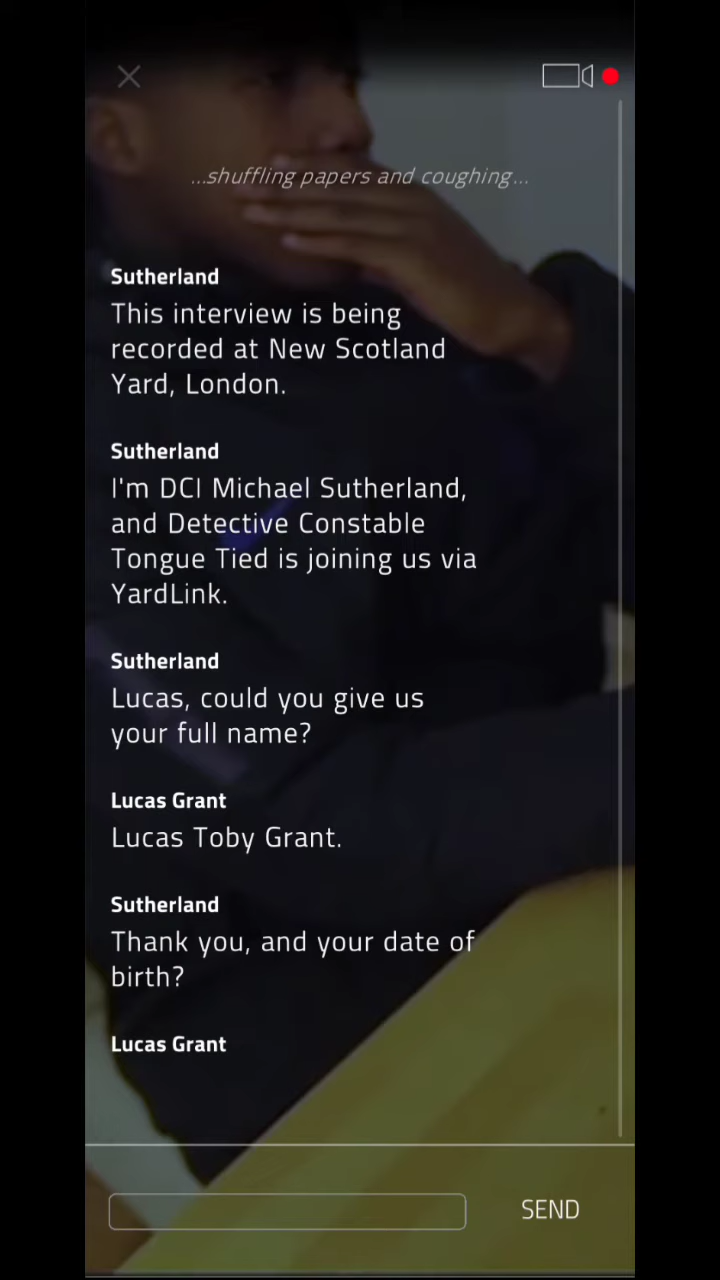 ...shuffling papers and coughing...
Sutherland
This interview is being
recorded at New Scotland
Yard, London.
Sutherland
I'm DCI Michael Sutherland,
and Detective Constable
Tongue Tied is joining us via
YardLink.
Sutherland
Lucas, could you give us
your full name?
Lucas Grant
Lucas Toby Grant.
Sutherland
Thank you, and your date of
birth?
Lucas Grant
SEND